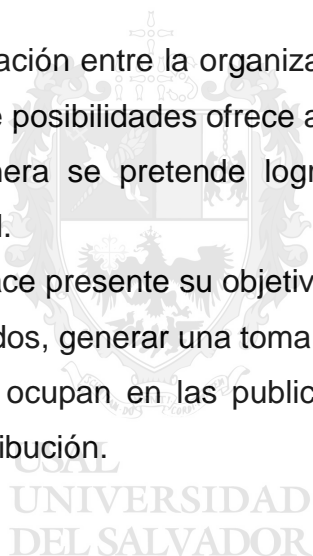 ación entre la organiza
e posibilidades ofrece a
nera se pretende logr
l.
ace presente su objetiv
dos, generar una toma
ocupan en las public
ribución.
USAL
UNIVERSIDAD
DEL SALVADOR